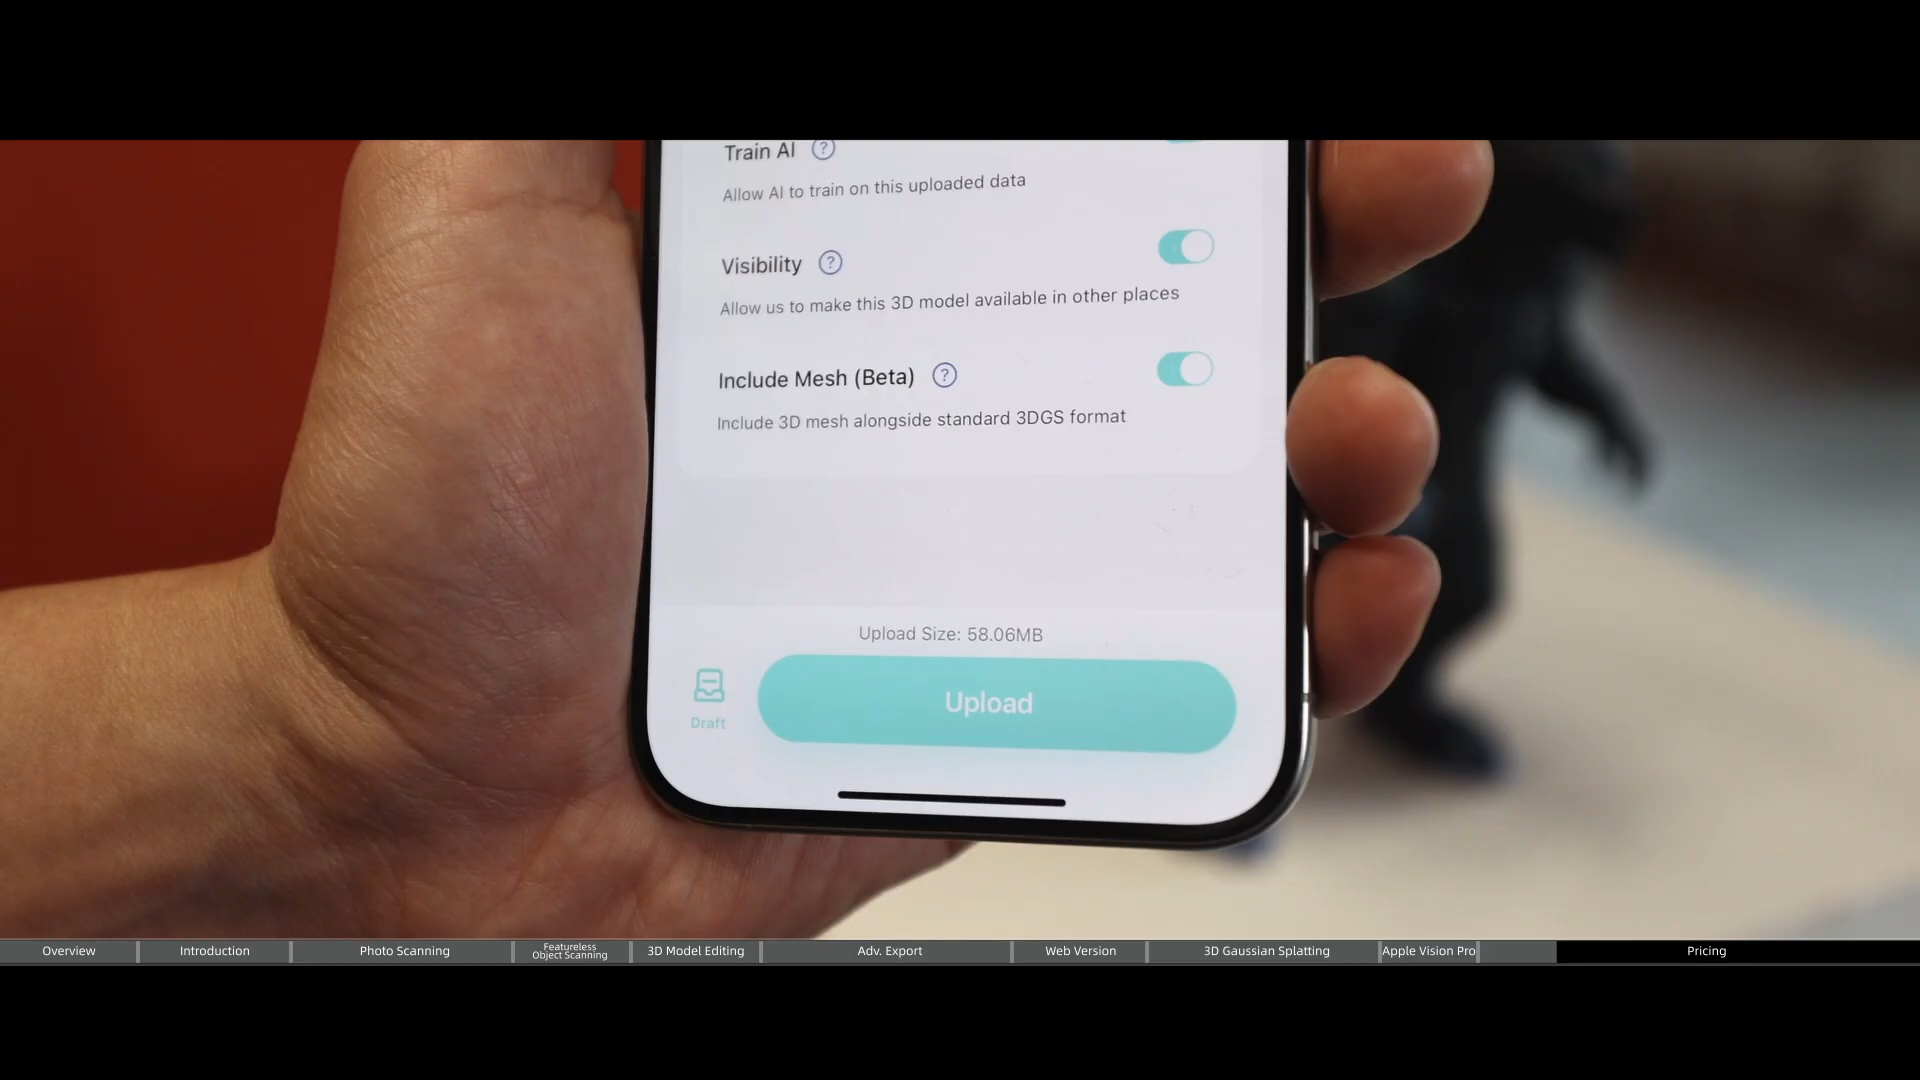 Train AI ?
Allow AI to train on this uploaded data
Visibility ?
Allow us to make this 3D model available in other places
Include Mesh (Beta) ?
Include 3D mesh alongside standard 3DGS format
Upload Size: 58.06MB
Draft
Upload
Overview
Introduction
Photo Scanning
Featureless
Object Scanning
3D Model Editing
Adv. Export
Web Version
3D Gaussian Splatting
Apple Vision Pro
Pricing